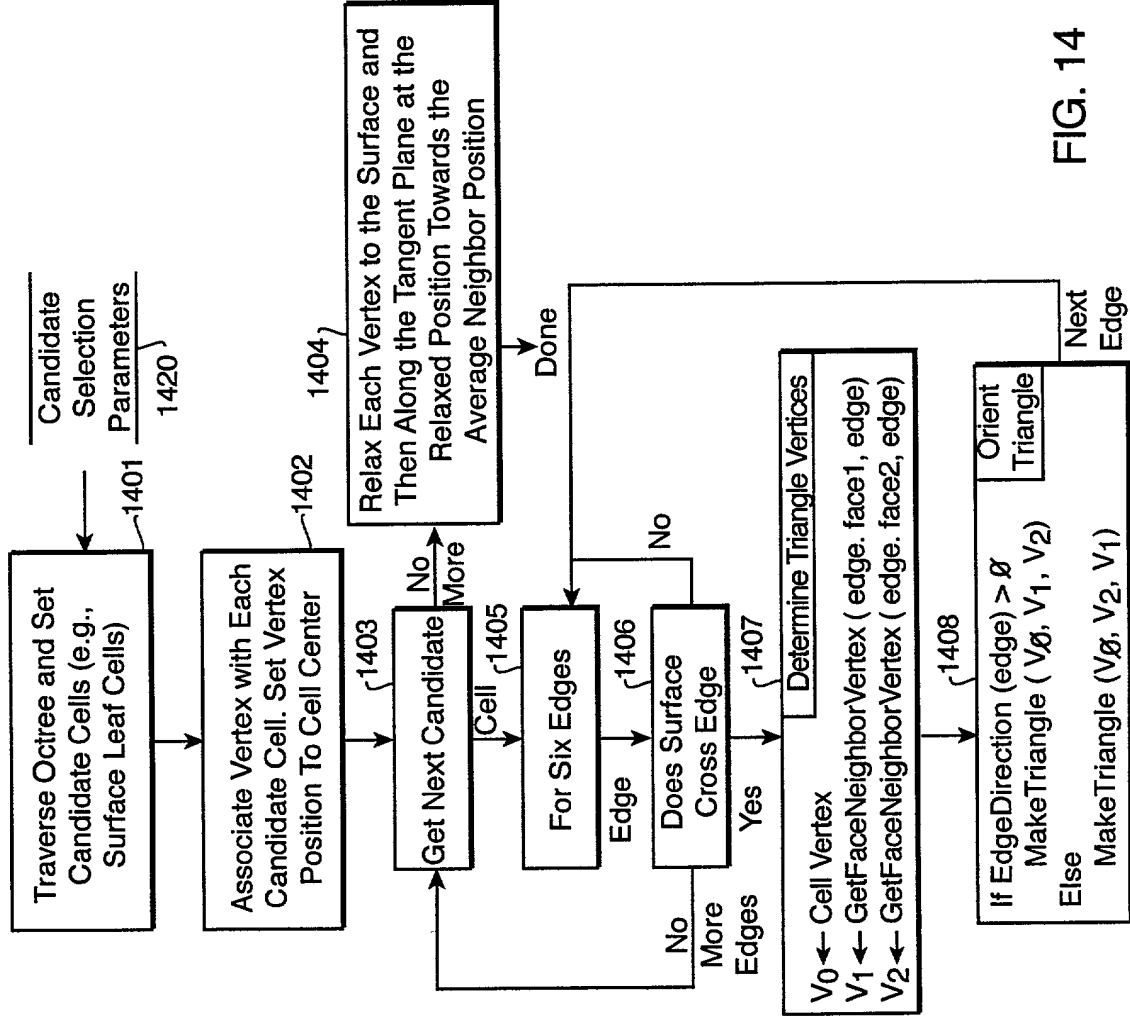 Candidate
Selection
Parameters
1420
1401
Traverse Octree and Set
Candidate Cells (e.g.,
Surface Leaf Cells)
1402
Associate Vertex with Each
Candidate Cell. Set Vertex
Position To Cell Center
1403
Get Next Candidate
No
More
1404
Relax Each Vertex to the Surface and
Then Along the Tangent Plane at the
Relaxed Position Towards the
Average Neighbor Position
Done
Cell
1405
For Six Edges
Edge
1406
Does Surface
Cross Edge
No
No
More
Edges
Yes
1407
Determine Triangle Vertices
V0 ← Cell Vertex
V1 ← GetFaceNeighborVertex ( edge. face1, edge)
V2 ← GetFaceNeighborVertex ( edge. face2, edge)
1408
If EdgeDirection (edge) > Ø
MakeTriangle ( VØ, V1, V2)
Else
MakeTriangle (VØ, V2, V1)
Orient
Triangle
Next
Edge
FIG. 14